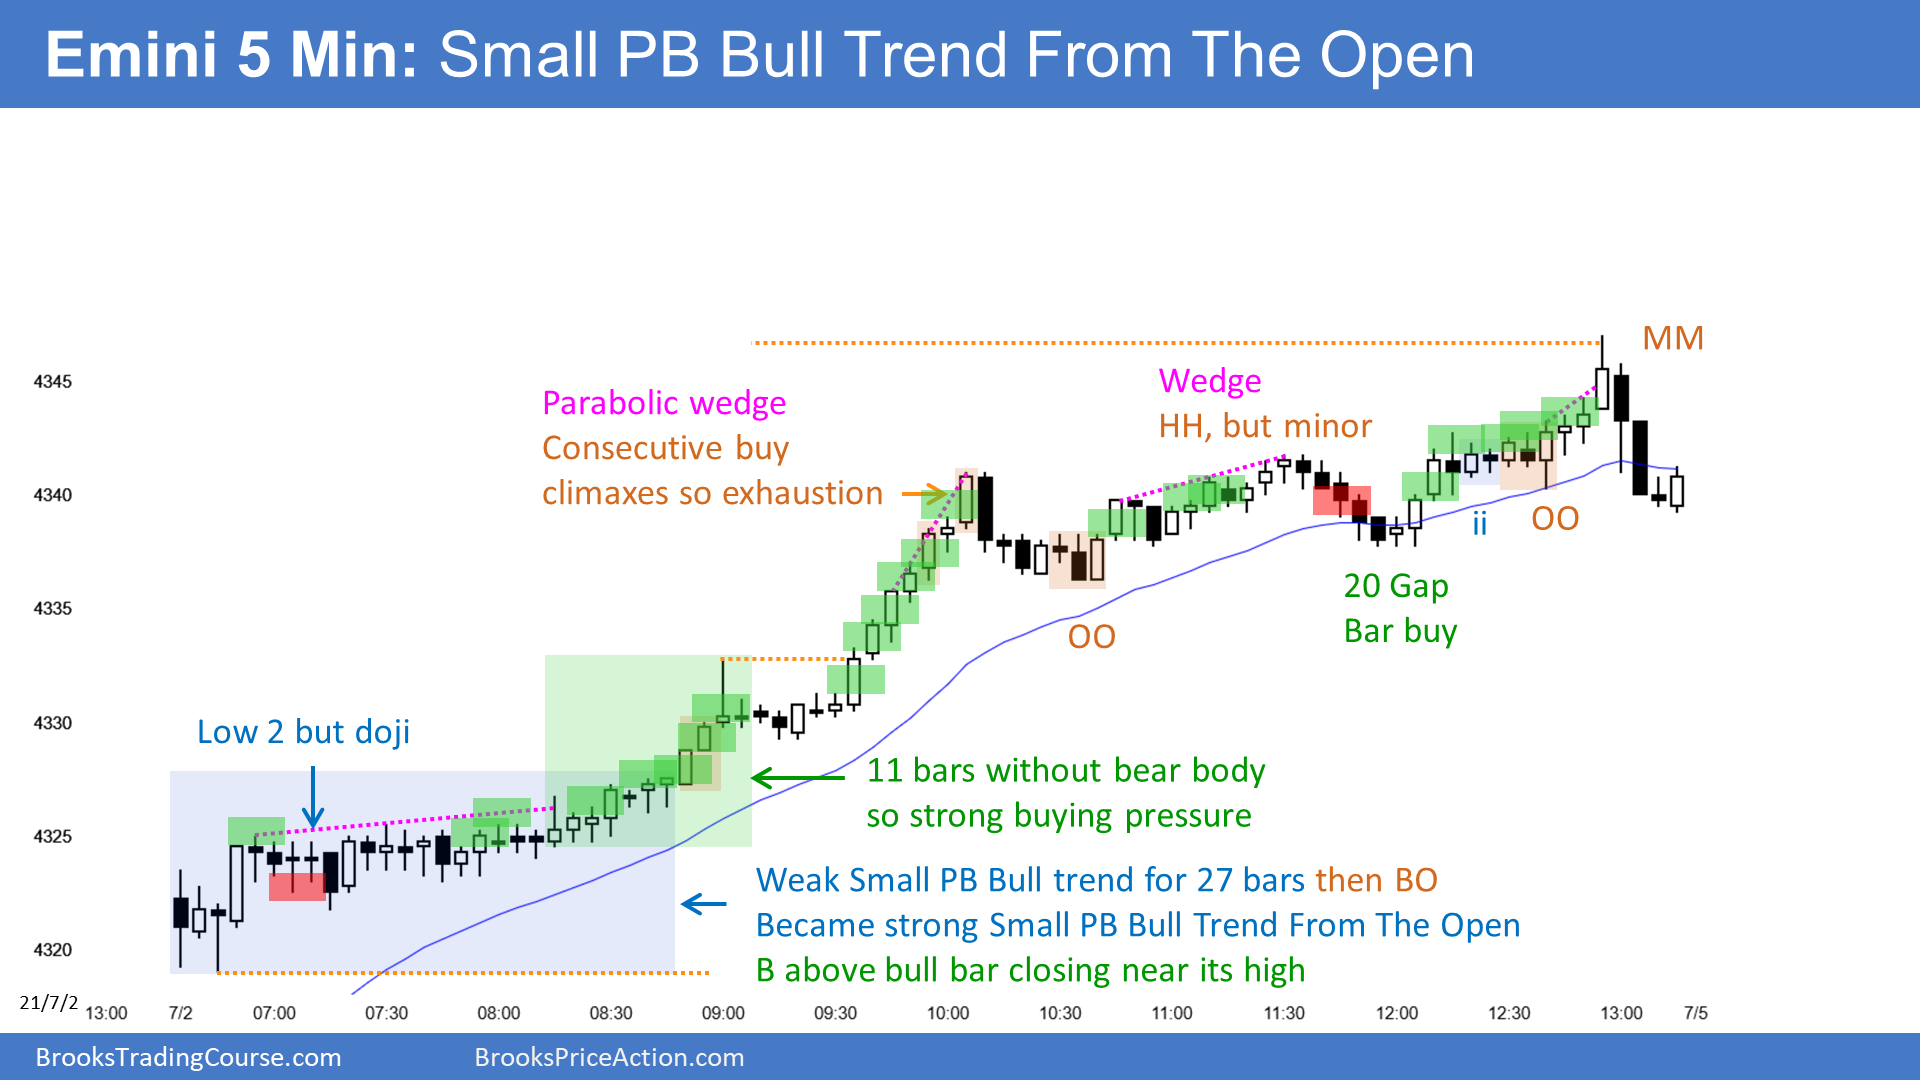 Emini 5 Min: Small PB Bull Trend From The Open
MM
4345
Parabolic wedge
Consecutive buy
climaxes so exhaustion
Wedge
HH, but minor
4340
ii
OO
4335
20 Gap
Bar buy
OO
4330
Low 2 but doji
11 bars without bear body
so strong buying pressure
4325
Weak Small PB Bull trend for 27 bars then BO
Became strong Small PB Bull Trend From The Open
B above bull bar closing near its high
4320
21/7/2
13:00 7/2 07:00 07:30 08:00 08:30 09:00 09:30 10:00 10:30 11:00 11:30 12:00 12:30 13:00 7/5
BrooksTradingCourse.com BrooksPriceAction.com